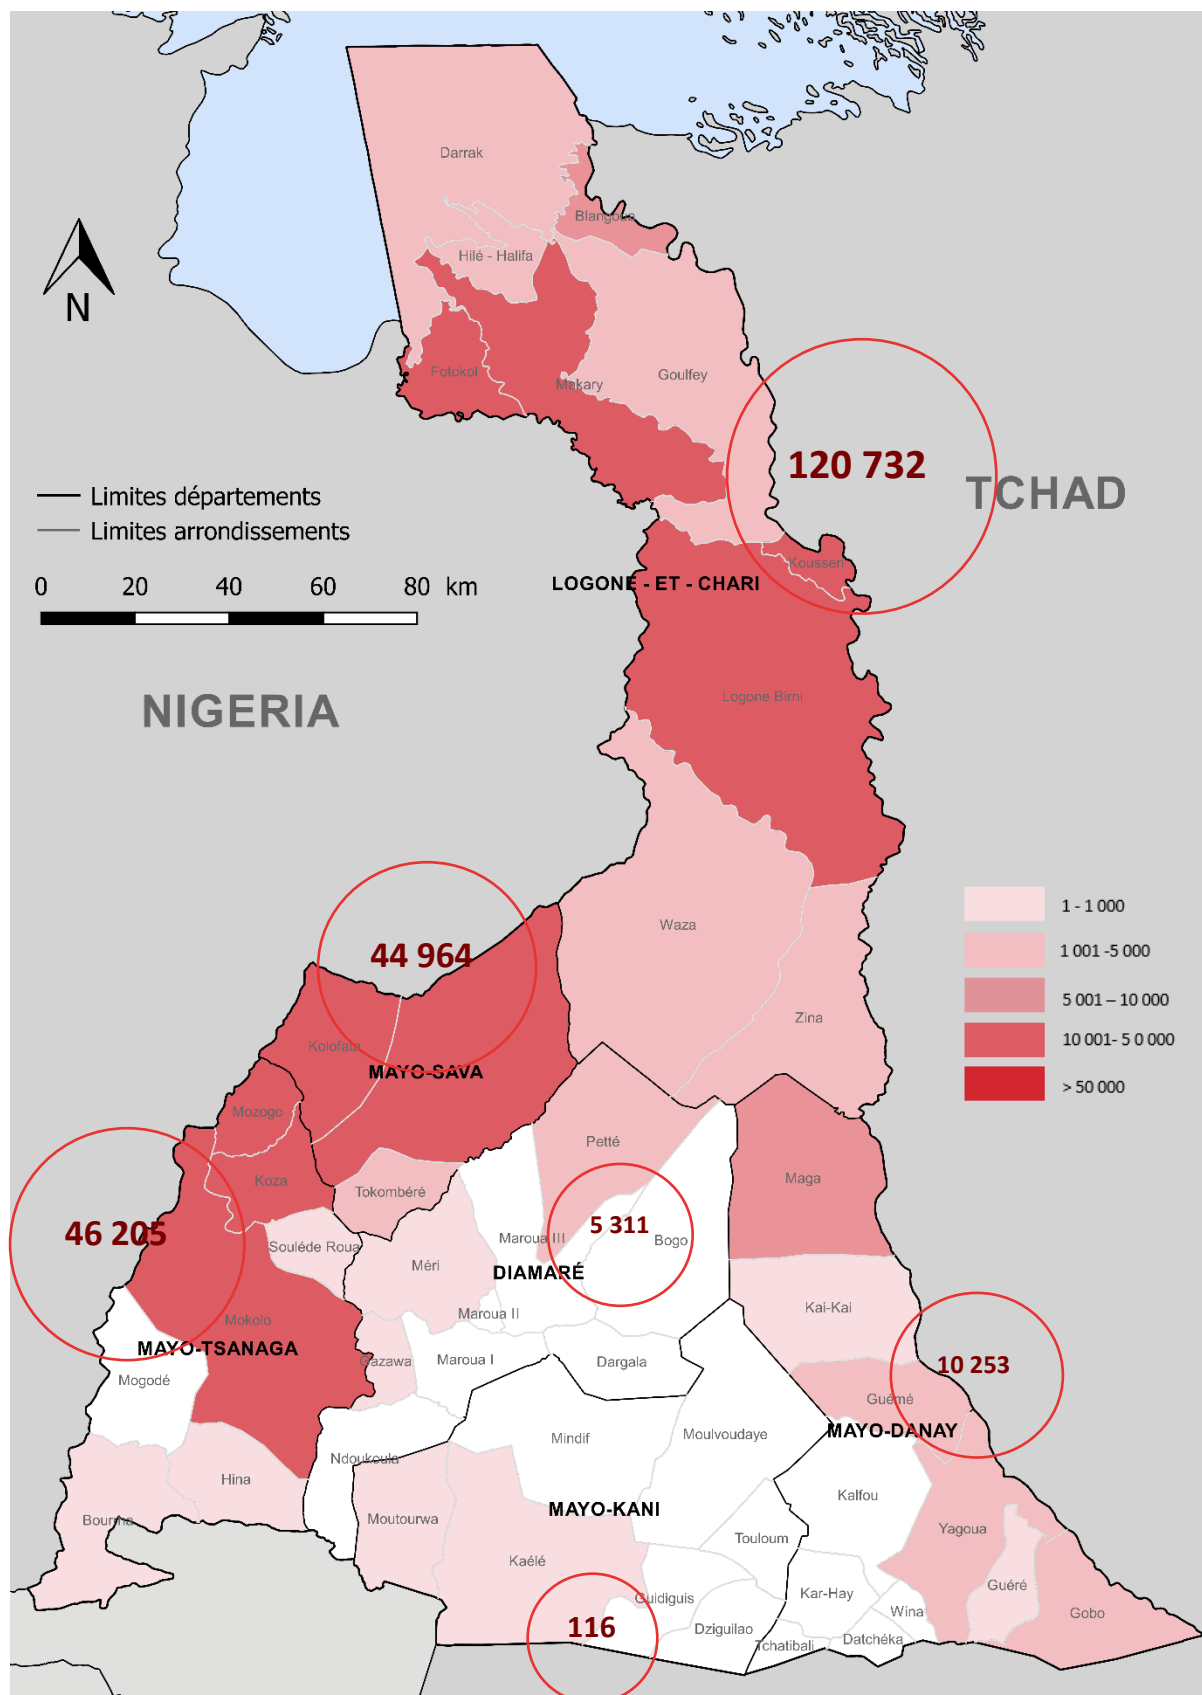 Darrak
Blangoua
Hilé - Halifa
N
Fotokol
Makary
Goulfey
120 732
TCHAD
Limites départements
Limites arrondissements
Kousseri
0 20 40 60 80 km
LOGONE - ET - CHARI
NIGERIA
Logone Birni
1 - 1 000
Waza
1 001 -5 000
44 964
5 001 – 10 000
Zina
10 001- 5 0 000
Kolofata
MAYO-SAVA
> 50 000
Mozogo
Petté
Koza
Maga
Tokombéré
46 205
5 311
Maroua III
Bogo
Souléde Roua
Méri
DIAMARÉ
Kai-Kai
Maroua II
Mokolo
MAYO-TSANAGA
Gazawa
Maroua I
Dargala
10 253
Mogodé
Guémé
MAYO-DANAY
Mindif
Moulvoudaye
Ndoukoula
Hina
Kalfou
MAYO-KANI
Bourrha
Moutourwa
Yagoua
Touloum
Kaélé
Guéré
Kar-Hay
Guidiguis
Wina
Gobo
116
Dziguilao
Datchéka
Tchatibali